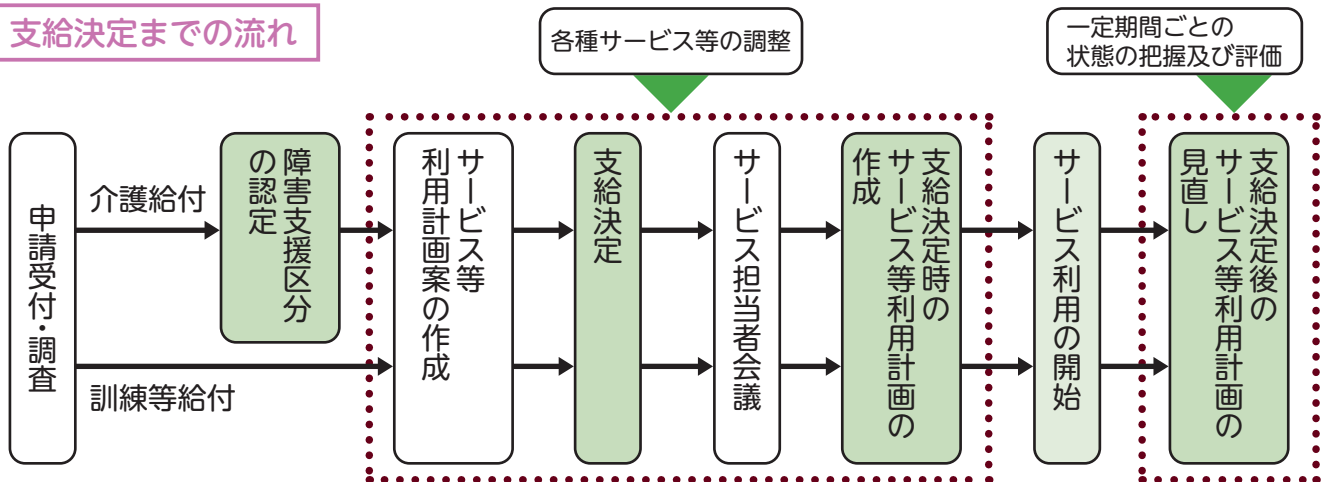 支給決定までの流れ
各種サービス等の調整
一定期間ごとの
状態の把握及び評価
申請受付・調査
介護給付
訓練等給付
障害支援区分
の認定
サービス等
利用計画案の作成
支給決定
サービス担当者会議
支給決定時の
サービス等利用計画の
作成
サービス利用の開始
支給決定後の
サービス等利用計画の
見直し